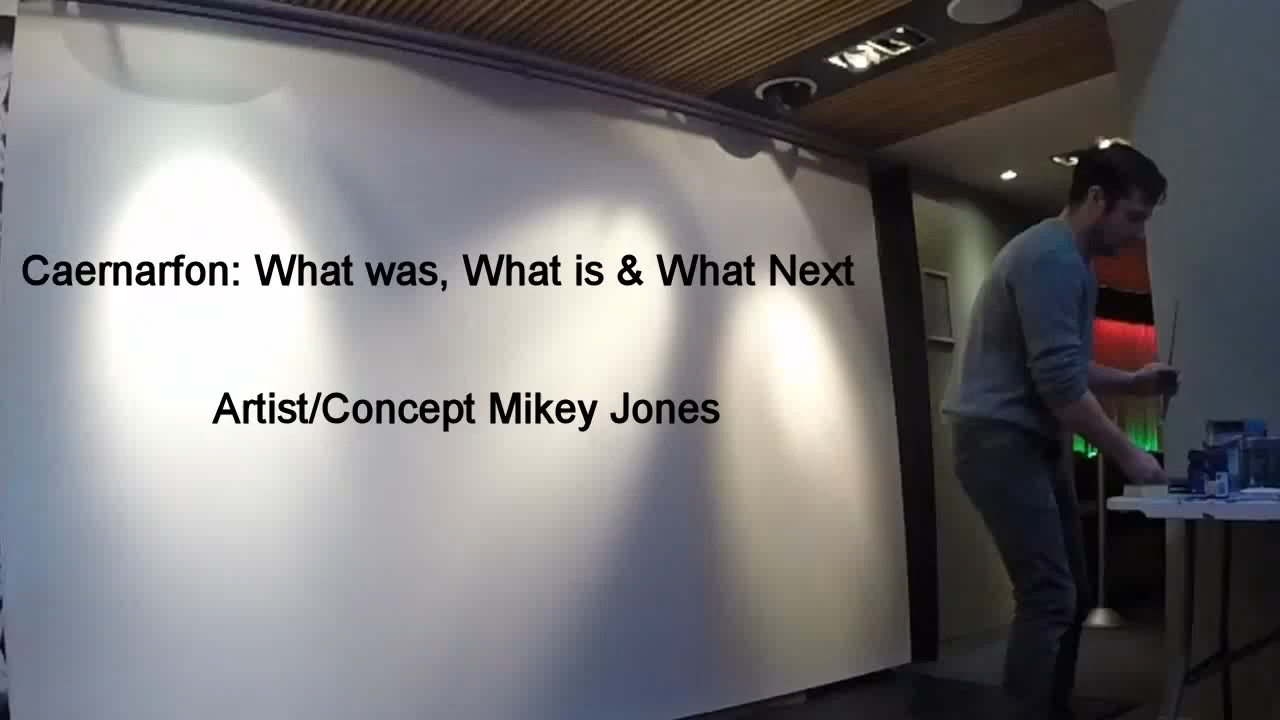 Caernarfon: What was, What is & What Next
Artist/Concept Mikey Jones